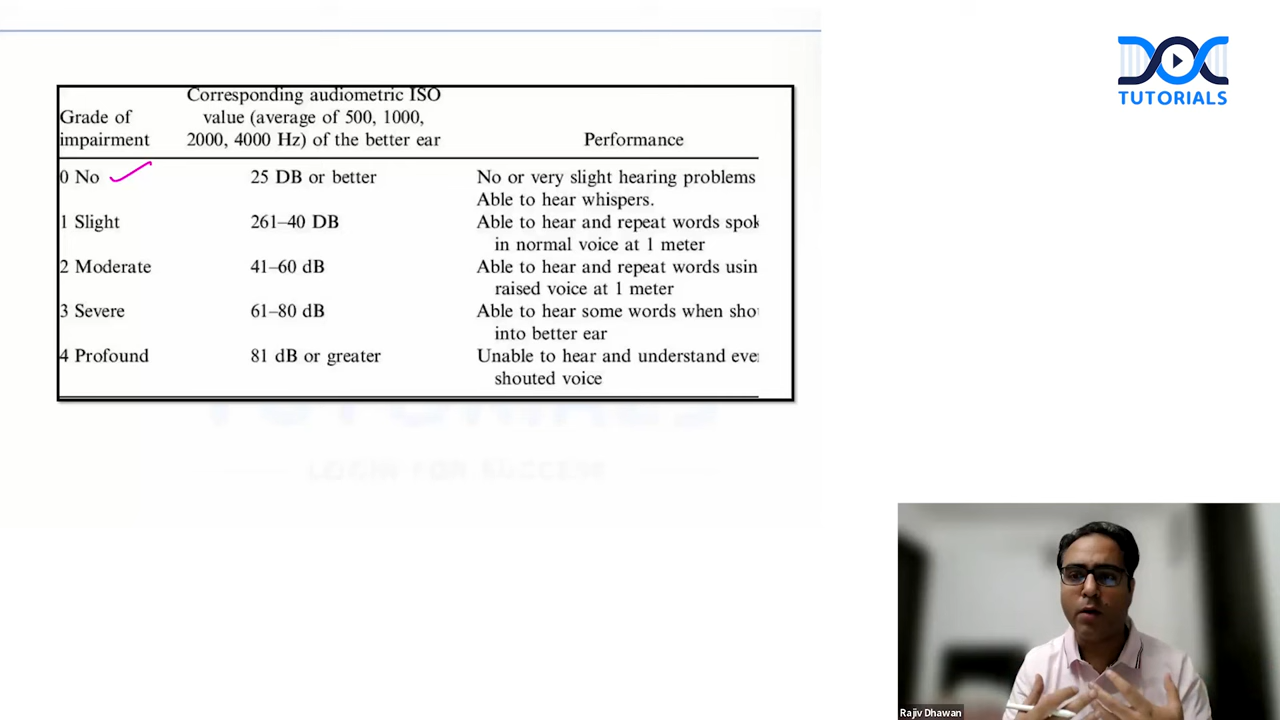 DOC
TUTORIALS
Grade of impairment
Corresponding audiometric ISO
value (average of 500, 1000,
2000, 4000 Hz) of the better ear
Performance
0 No 25 DB or better No or very slight hearing problems
Able to hear whispers.
1 Slight 261–40 DB Able to hear and repeat words spok
in normal voice at 1 meter
2 Moderate 41–60 dB Able to hear and repeat words usin
raised voice at 1 meter
3 Severe 61–80 dB Able to hear some words when sho
into better ear
4 Profound 81 dB or greater Unable to hear and understand eve
shouted voice
LOGIN FOR SUCCESS
Rajiv Dhawan